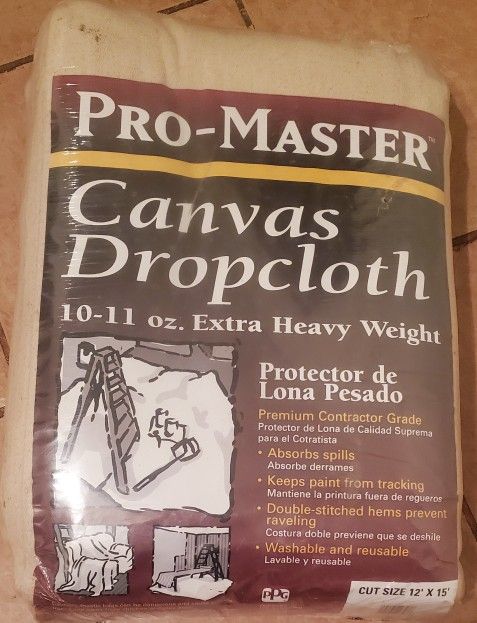 PRO-MASTER™
Canvas
Dropcloth
10-11 oz. Extra Heavy Weight
Protector de
Lona Pesado
Premium Contractor Grade
Protector de Lona de Calidad Suprema
para el Cotratista
• Absorbs spills
Absorbe derrames
• Keeps paint from tracking
Mantiene la printura fuera de regueros
• Double-stitched hems prevent
raveling
Costura doble previene que se deshile
• Washable and reusable
Lavable y reusable
PPG
CUT SIZE 12' X 15'